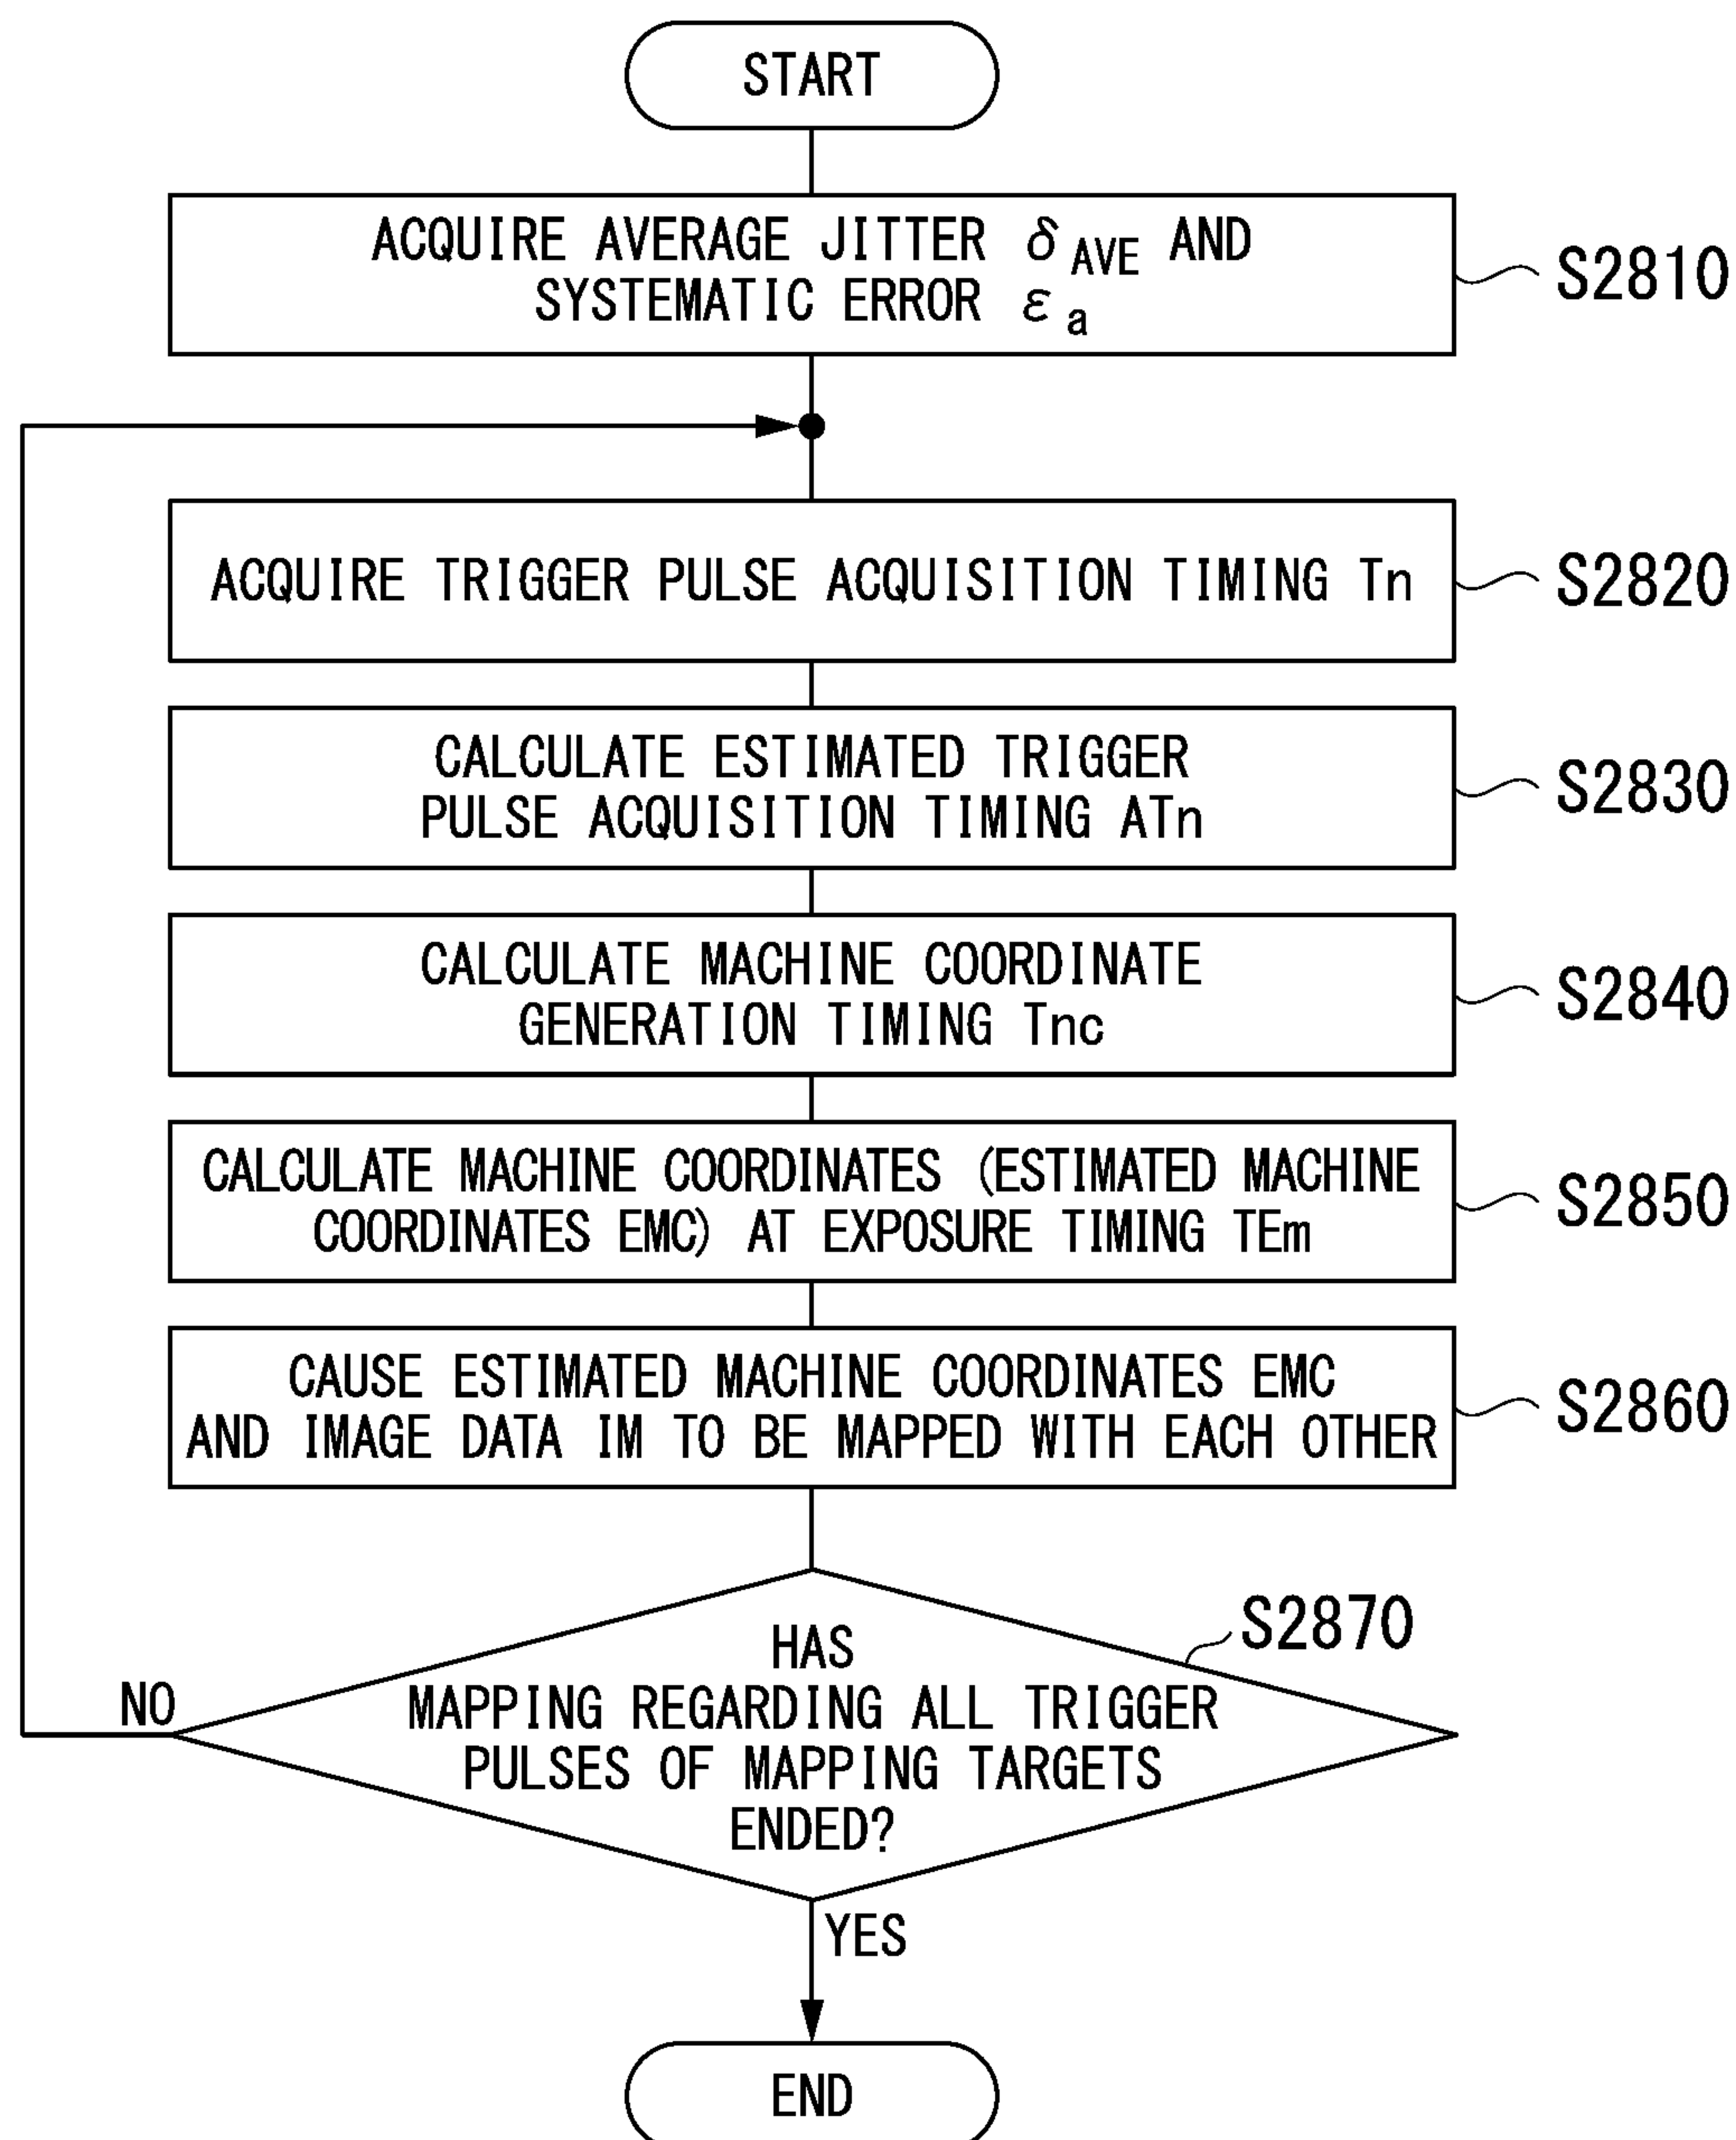 START
ACQUIRE AVERAGE JITTER δAVE AND
SYSTEMATIC ERROR εa
S2810
ACQUIRE TRIGGER PULSE ACQUISITION TIMING Tn
S2820
CALCULATE ESTIMATED TRIGGER
PULSE ACQUISITION TIMING ATn
S2830
CALCULATE MACHINE COORDINATE
GENERATION TIMING Tnc
S2840
CALCULATE MACHINE COORDINATES (ESTIMATED MACHINE
COORDINATES EMC) AT EXPOSURE TIMING TEm
S2850
CAUSE ESTIMATED MACHINE COORDINATES EMC
AND IMAGE DATA IM TO BE MAPPED WITH EACH OTHER
S2860
S2870
HAS
MAPPING REGARDING ALL TRIGGER
PULSES OF MAPPING TARGETS
ENDED?
NO
YES
END